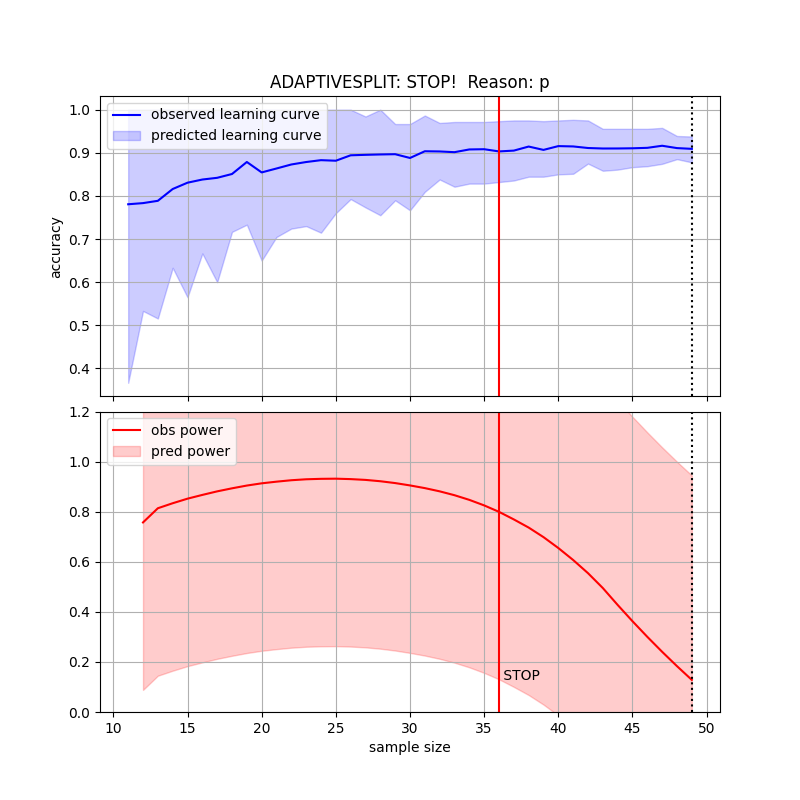 ADAPTIVESPLIT: STOP!  Reason: p
1.0
0.9
0.8
0.7
0.6
0.5
0.4
accuracy
observed learning curve
predicted learning curve
1.2
1.0
0.8
0.6
0.4
0.2
0.0
obs power
pred power
STOP
10 15 20 25 30 35 40 45 50
sample size